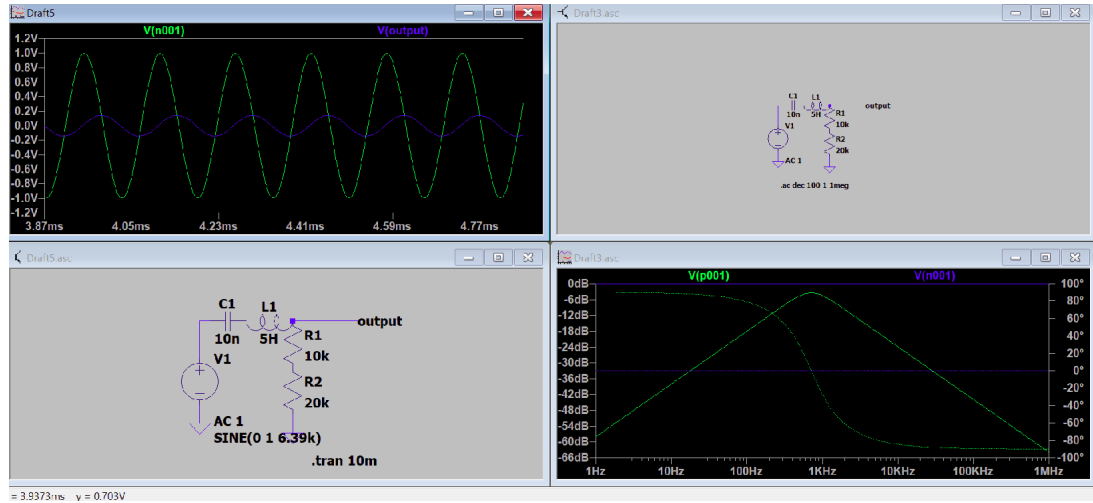 Draft5
V(n001) V(output)
1.2V
1.0V
0.8V
0.6V
0.4V
0.2V
0.0V
-0.2V
-0.4V
-0.6V
-0.8V
-1.0V
-1.2V
3.87ms 4.05ms 4.23ms 4.41ms 4.59ms 4.77ms
Draft3.asc
C1 L1 output
10n 5H R1
10k
V1
R2
20k
AC 1
.ac dec 100 1 1meg
Draft5.asc
C1 L1
output
10n 5H R1
V1 10k
R2
20k
AC 1
SINE(0 1 6.39k)
.tran 10m
Draft3.asc
V(p001) V(n001)
0dB 100°
-6dB 80°
-12dB 60°
-18dB
-24dB 40°
-30dB 20°
-36dB 0°
-42dB -20°
-48dB -40°
-54dB -60°
-60dB -80°
-66dB -100°
1Hz 10Hz 100Hz 1KHz 10KHz 100KHz 1MHz
= 3.9373ms y = 0.703V